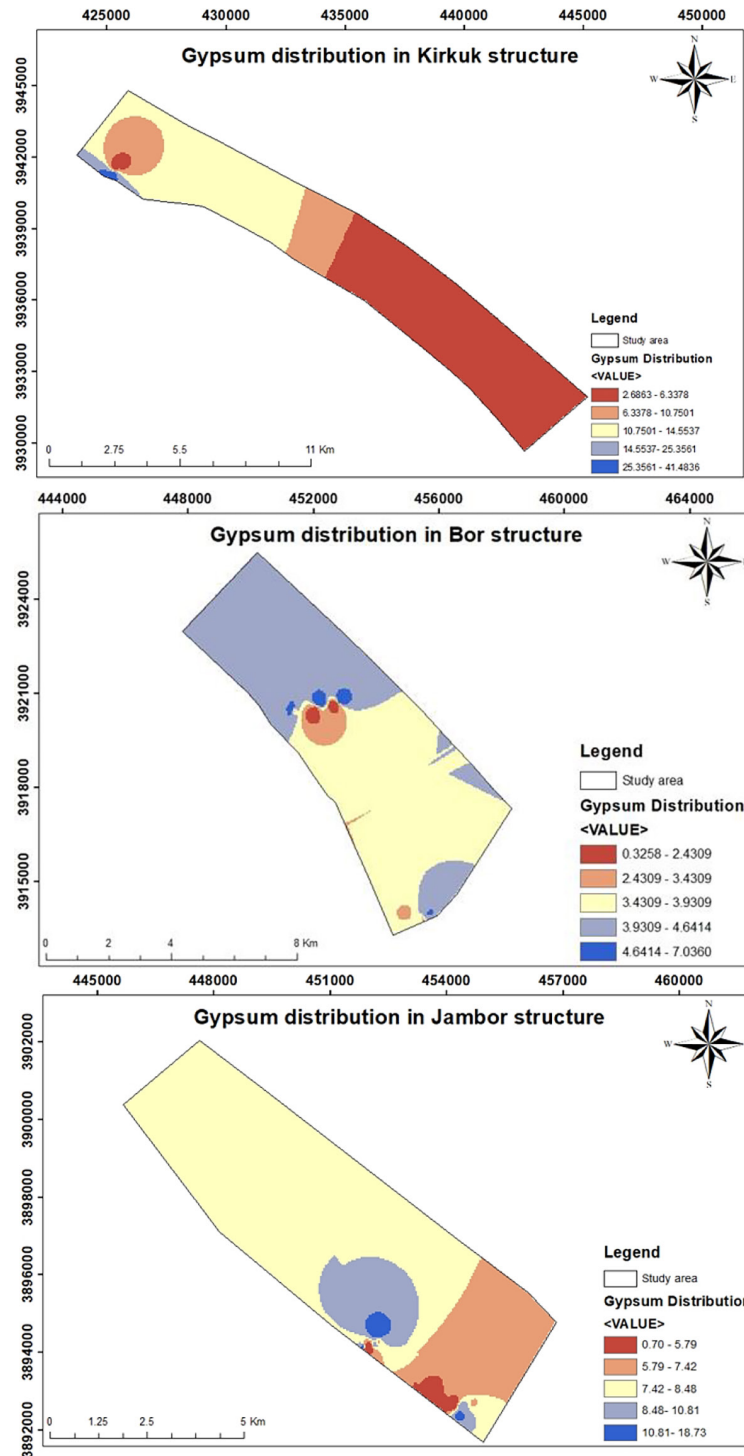 425000 430000 435000 440000 445000 450000
Gypsum distribution in Kirkuk structure
N
W E
S
3945000
3942000
3939000
3936000
3933000
3930000
Legend
Study area
Gypsum Distribution
<VALUE>
2.6863 - 6.3378
6.3378 - 10.7501
10.7501 - 14.5537
14.5537- 25.3561
25.3561 - 41.4836
0 2.75 5.5 11 Km
444000 448000 452000 456000 460000 464000
Gypsum distribution in Bor structure
N
W
S
3924000
3921000
3918000
3915000
Legend
Study area
Gypsum Distribution
<VALUE>
0.3258 - 2.4309
2.4309 - 3.4309
3.4309 - 3.9309
3.9309 - 4.6414
4.6414 - 7.0360
0 2 4 8 Km
445000 448000 451000 454000 457000 460000
Gypsum distribution in Jambor structure
N
W
S
3902000
3900000
3898000
3896000
3894000
3892000
Legend
Study area
Gypsum Distribution
<VALUE>
0.70 - 5.79
5.79 - 7.42
7.42 - 8.48
8.48- 10.81
10.81- 18.73
0 1.25 2.5 5 Km